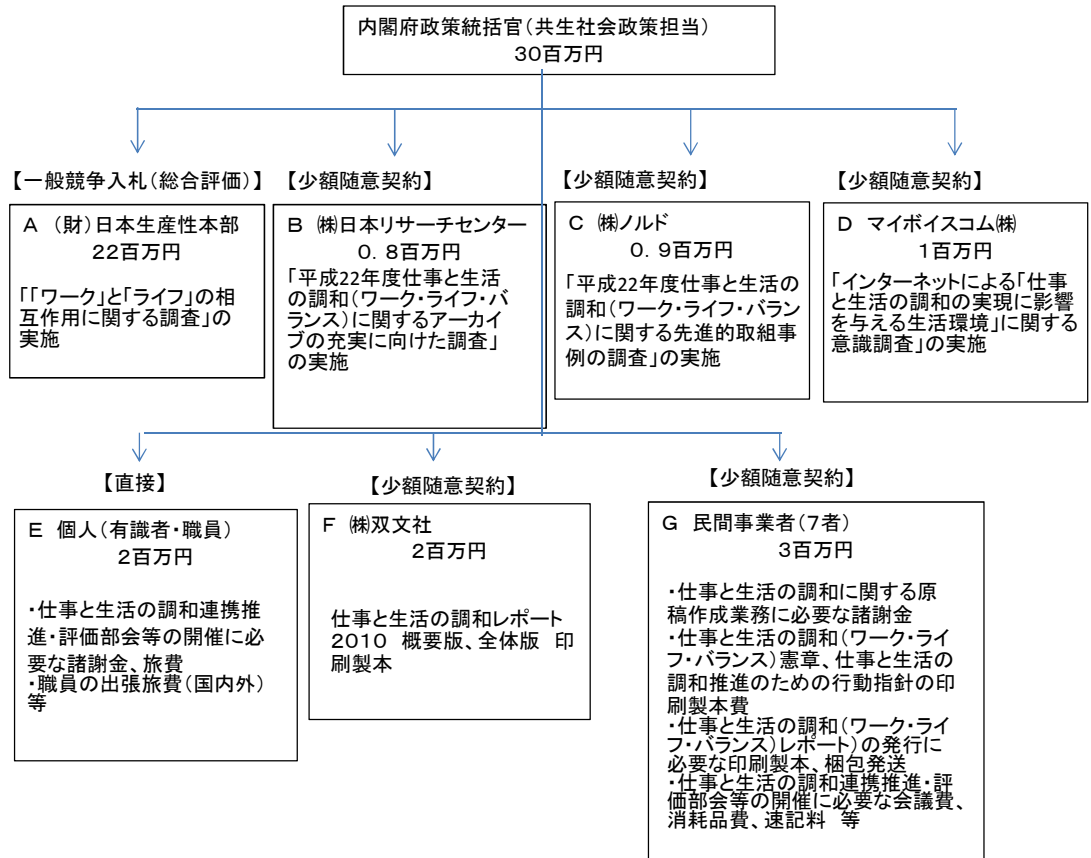 内閣府政策統括官（共生社会政策担当）
30百万円
【一般競争入札（総合評価）】
A （財）日本生産性本部
22百万円
「「ワーク」と「ライフ」の相
互作用に関する調査」の
実施
【少額随意契約】
B ㈱日本リサーチセンター
0．8百万円
「平成22年度仕事と生活
の調和（ワーク・ライフ・バ
ランス）に関するアーカイ
ブの充実に向けた調査」
の実施
【少額随意契約】
C ㈱ノルド
0．9百万円
「平成22年度仕事と生活の
調和（ワーク・ライフ・バラン
ス）に関する先進的取組事
例の調査」の実施
【少額随意契約】
D マイボイスコム㈱
1百万円
「インターネットによる「仕事
と生活の調和の実現に影響
を与える生活環境」に関する
意識調査」の実施
【直接】
E 個人（有識者・職員）
2百万円
・仕事と生活の調和連携推
進・評価部会等の開催に必
要な諸謝金、旅費
・職員の出張旅費（国内外）
等
【少額随意契約】
F ㈱双文社
2百万円
仕事と生活の調和レポート
2010 概要版、全体版 印
刷製本
【少額随意契約】
G 民間事業者（7者）
3百万円
・仕事と生活の調和に関する原
稿作成業務に必要な諸謝金
・仕事と生活の調和（ワーク・ライ
フ・バランス）憲章、仕事と生活の
調和推進のための行動指針の印
刷製本費
・仕事と生活の調和（ワーク・ライ
フ・バランス）レポート）の発行に
必要な印刷製本、梱包発送
・仕事と生活の調和連携推進・評
価部会等の開催に必要な会議費、
消耗品費、速記料 等